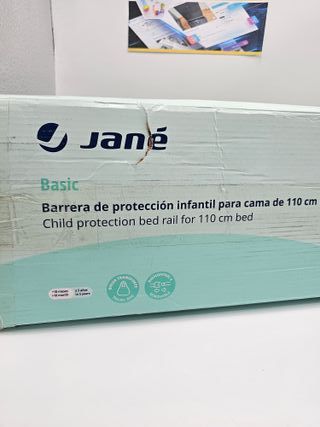 Jané
Basic
Barrera de protección infantil para cama de 110 cm
Child protection bed rail for 110 cm bed